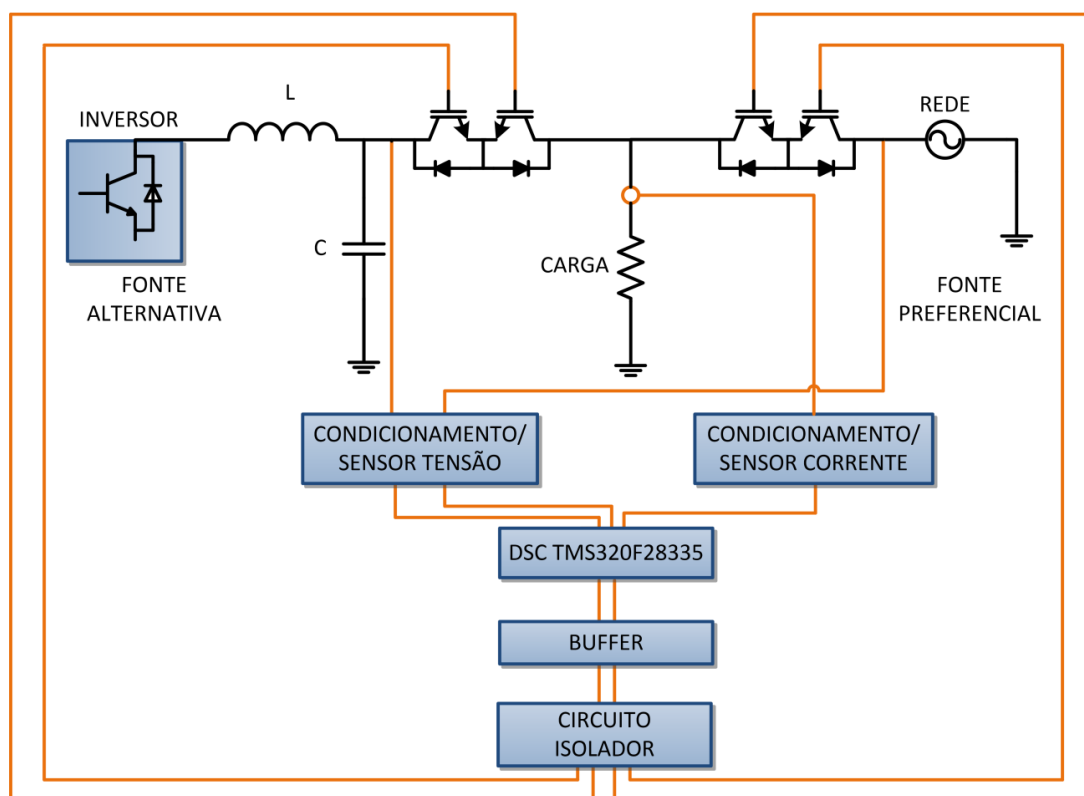 L
INVERSOR
REDE
C
CARGA
FONTE
ALTERNATIVA
FONTE
PREFERENCIAL
CONDICIONAMENTO/
SENSOR TENSÃO
CONDICIONAMENTO/
SENSOR CORRENTE
DSC TMS320F28335
BUFFER
CIRCUITO
ISOLADOR